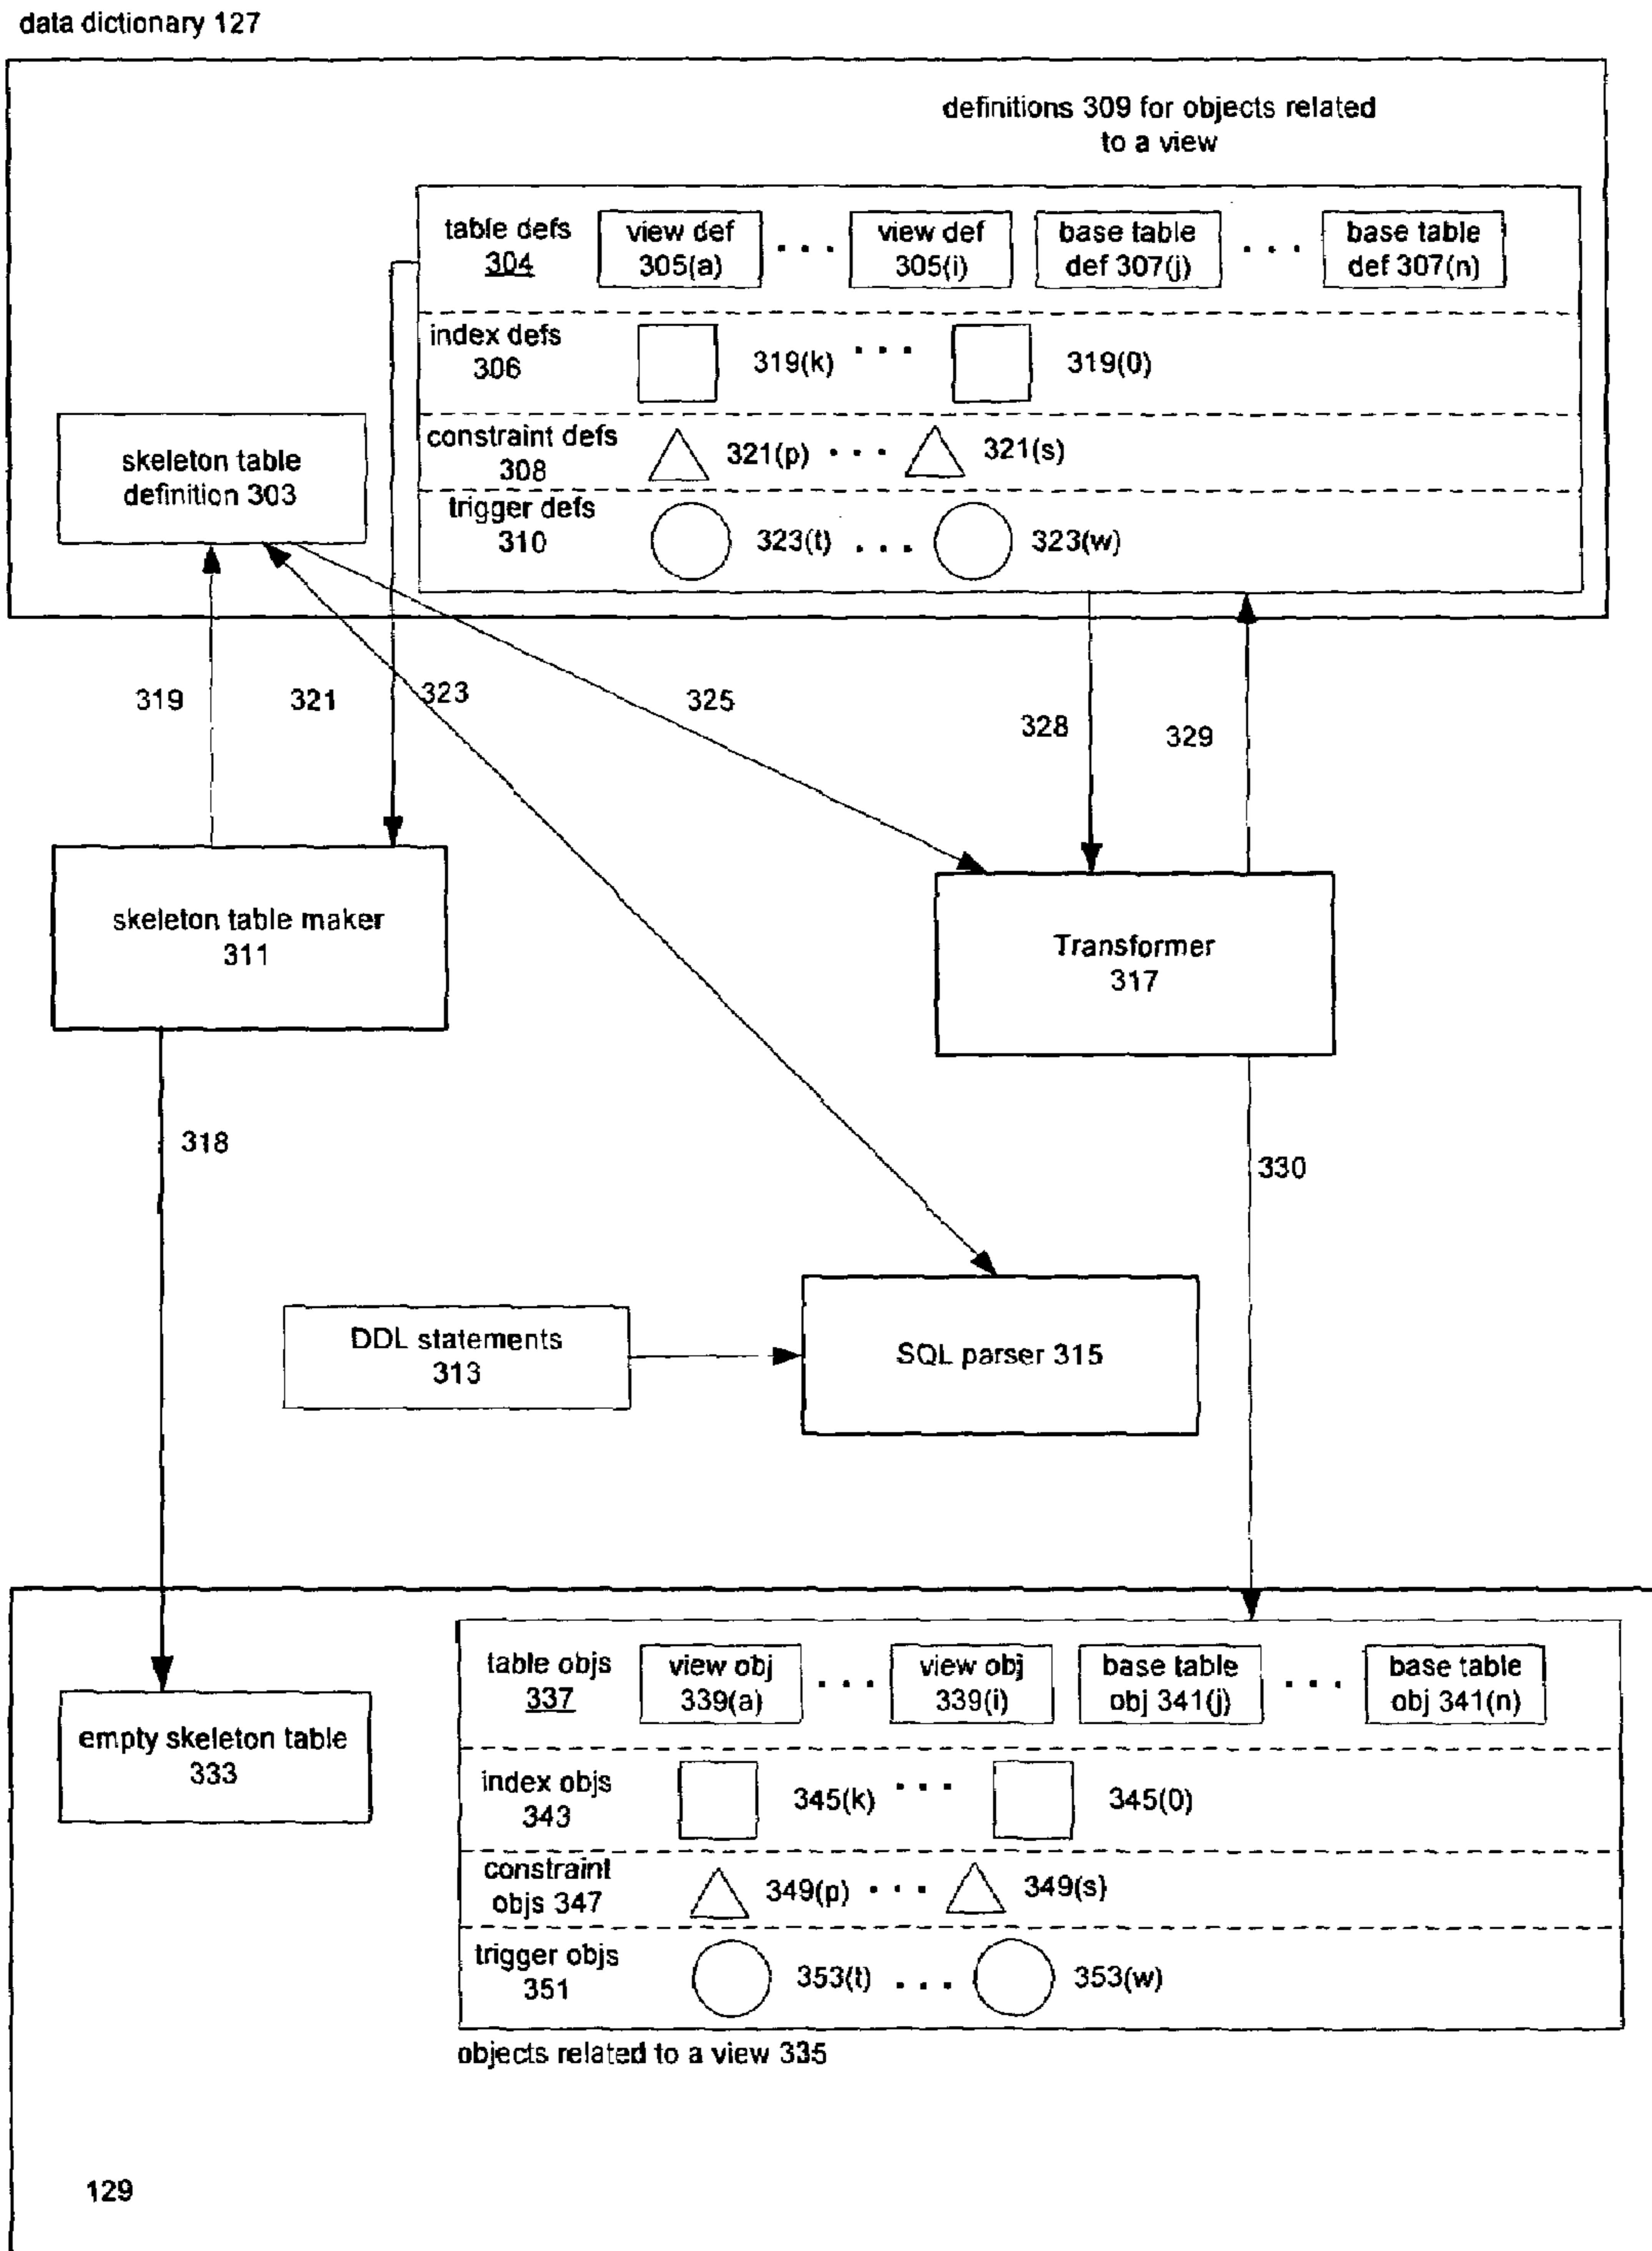 data dictionary 127
definitions 309 for objects related
to a view
table defs
304
view def
305(a)
. . .
view def
305(i)
base table
def 307(j)
. . .
base table
def 307(n)
index defs
306
319(k)
. . .
319(0)
constraint defs
308
321(p)
. . .
321(s)
trigger defs
310
323(t)
. . .
323(w)
skeleton table
definition 303
319
321
323
325
328
329
skeleton table maker
311
Transformer
317
318
330
DDL statements
313
SQL parser 315
table objs
337
view obj
339(a)
. . .
view obj
339(i)
base table
obj 341(j)
. . .
base table
obj 341(n)
empty skeleton table
333
index objs
343
345(k)
. . .
345(0)
constraint
objs 347
349(p)
. . .
349(s)
trigger objs
351
353(t)
. . .
353(w)
objects related to a view 335
129